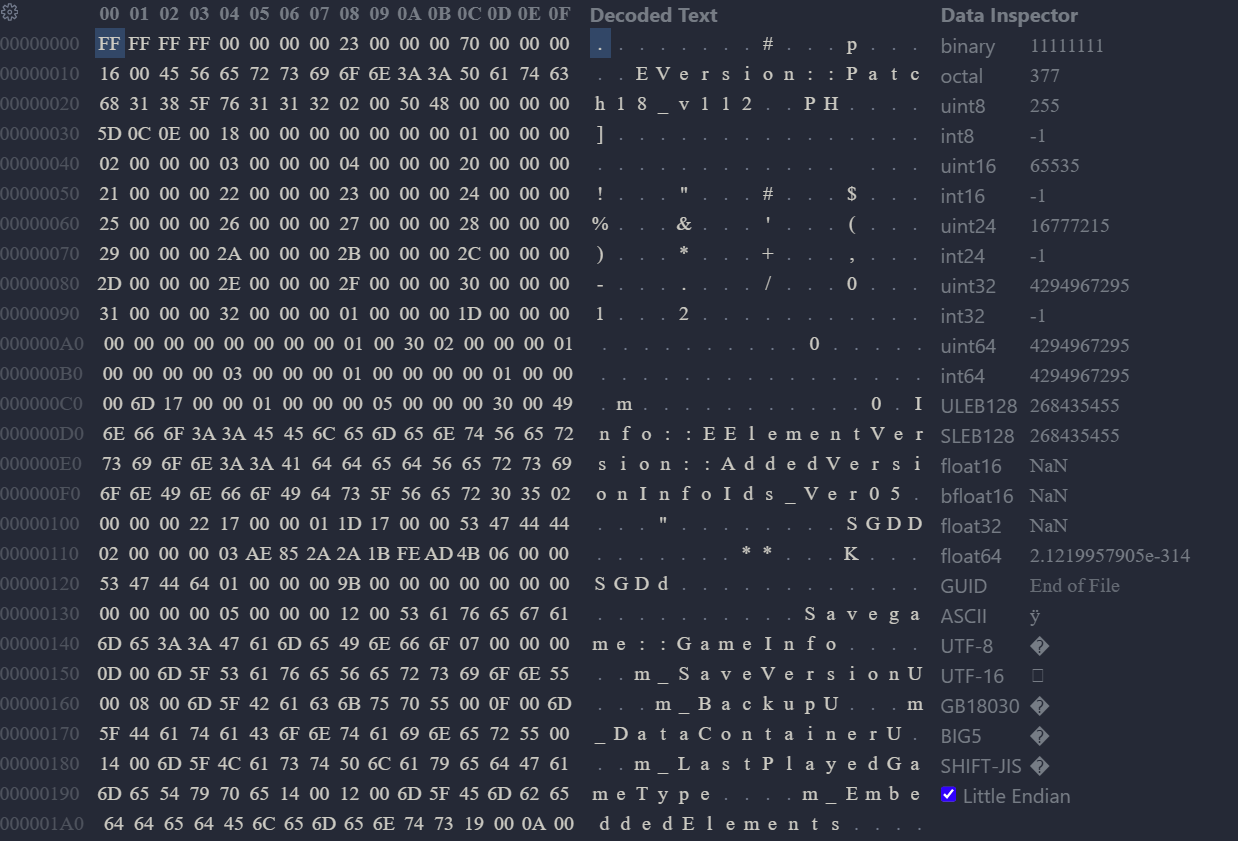 00 01 02 03 04 05 06 07 08 09 0A 0B 0C 0D 0E 0F Decoded Text Data Inspector
00000000 FF FF FF FF 00 00 00 00 23 00 00 00 70 00 00 00 . . . . . . . . # . . . p . . . binary 11111111
00000010 16 00 45 56 65 72 73 69 6F 6E 3A 3A 50 61 74 63 . . E V e r s i o n : : P a t c octal 377
00000020 68 31 38 5F 76 31 31 32 02 00 50 48 00 00 00 00 h 1 8 _ v 1 1 2 . . P H . . . . uint8 255
00000030 5D 0C 0E 00 18 00 00 00 00 00 00 00 01 00 00 00 ] . . . . . . . . . . . . . . . int8 -1
00000040 02 00 00 00 03 00 00 00 04 00 00 00 20 00 00 00 . . . . . . . . . . . . . . . uint16 65535
00000050 21 00 00 00 22 00 00 00 23 00 00 00 24 00 00 00 ! . . . " . . . # . . . $ . . . int16 -1
00000060 25 00 00 00 26 00 00 00 27 00 00 00 28 00 00 00 % . . . & . . . ' . . . ( . . . uint24 16777215
00000070 29 00 00 00 2A 00 00 00 2B 00 00 00 2C 00 00 00 ) . . . * . . . + . . . , . . . int24 -1
00000080 2D 00 00 00 2E 00 00 00 2F 00 00 00 30 00 00 00 - . . . . . . . / . . . 0 . . . uint32 4294967295
00000090 31 00 00 00 32 00 00 00 01 00 00 00 1D 00 00 00 1 . . . 2 . . . . . . . . . . . int32 -1
000000A0 00 00 00 00 00 00 00 00 01 00 30 02 00 00 00 01 . . . . . . . . . . 0 . . . . . uint64 4294967295
000000B0 00 00 00 00 03 00 00 00 01 00 00 00 00 01 00 00 . . . . . . . . . . . . . . . . int64 4294967295
000000C0 00 6D 17 00 00 01 00 00 00 05 00 00 00 30 00 49 . m . . . . . . . . . . . 0 . I ULEB128 268435455
000000D0 6E 66 6F 3A 3A 45 45 6C 65 6D 65 6E 74 56 65 72 n f o : : E E l e m e n t V e r SLEB128 268435455
000000E0 73 69 6F 6E 3A 3A 41 64 64 65 64 56 65 72 73 69 s i o n : : A d d e d V e r s i float16 NaN
000000F0 6F 6E 49 6E 66 6F 49 64 73 5F 56 65 72 30 35 02 o n I n f o I d s _ V e r 0 5 . bfloat16 NaN
00000100 00 00 00 22 17 00 00 01 1D 17 00 00 53 47 44 44 . . . " . . . . . . . . S G D D float32 NaN
00000110 02 00 00 00 03 AE 85 2A 2A 1B FE AD 4B 06 00 00 . . . . . . . * * . . . K . . . float64 2.1219957905e-314
00000120 53 47 44 64 01 00 00 00 9B 00 00 00 00 00 00 00 S G D d . . . . . . . . . . . . GUID End of File
00000130 00 00 00 00 05 00 00 00 12 00 53 61 76 65 67 61 . . . . . . . . . . S a v e g a ASCII ÿ
00000140 6D 65 3A 3A 47 61 6D 65 49 6E 66 6F 07 00 00 00 m e : : G a m e I n f o . . . . UTF-8 �
00000150 0D 00 6D 5F 53 61 76 65 56 65 72 73 69 6F 6E 55 . . m _ S a v e V e r s i o n U UTF-16 □
00000160 00 08 00 6D 5F 42 61 63 6B 75 70 55 00 0F 00 6D . . . m _ B a c k u p U . . . m GB18030 �
00000170 5F 44 61 74 61 43 6F 6E 74 61 69 6E 65 72 55 00 _ D a t a C o n t a i n e r U . BIG5 �
00000180 14 00 6D 5F 4C 61 73 74 50 6C 61 79 65 64 47 61 . . m _ L a s t P l a y e d G a SHIFT-JIS �
00000190 6D 65 54 79 70 65 14 00 12 00 6D 5F 45 6D 62 65 m e T y p e . . . . m _ E m b e Little Endian
000001A0 64 64 65 64 45 6C 65 6D 65 6E 74 73 19 00 0A 00 d d e d E l e m e n t s . . . .